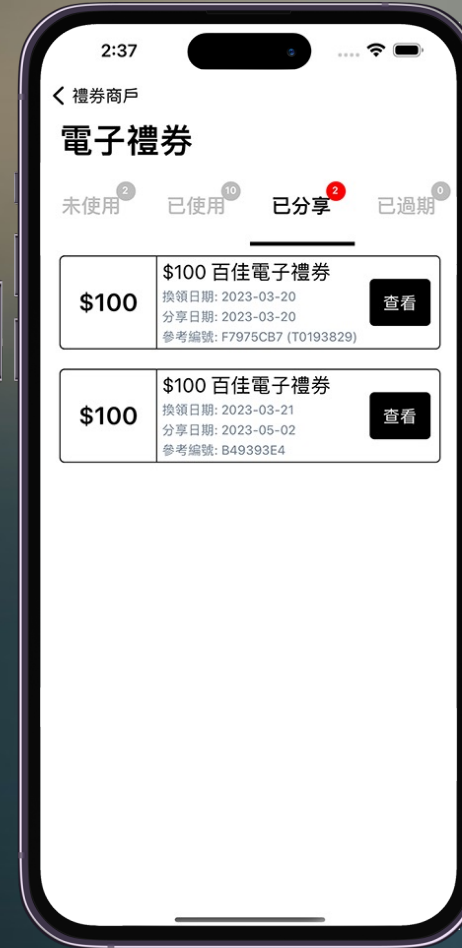 2:37
禮券商戶
電子禮券
未使用 2
已使用 10
已分享 2
已過期 0
$100
$100 百佳電子禮券
換領日期: 2023-03-20
分享日期: 2023-03-20
參考編號: F7975CB7 (T0193829)
查看
$100
$100 百佳電子禮券
換領日期: 2023-03-21
分享日期: 2023-05-02
參考編號: B49393E4
查看